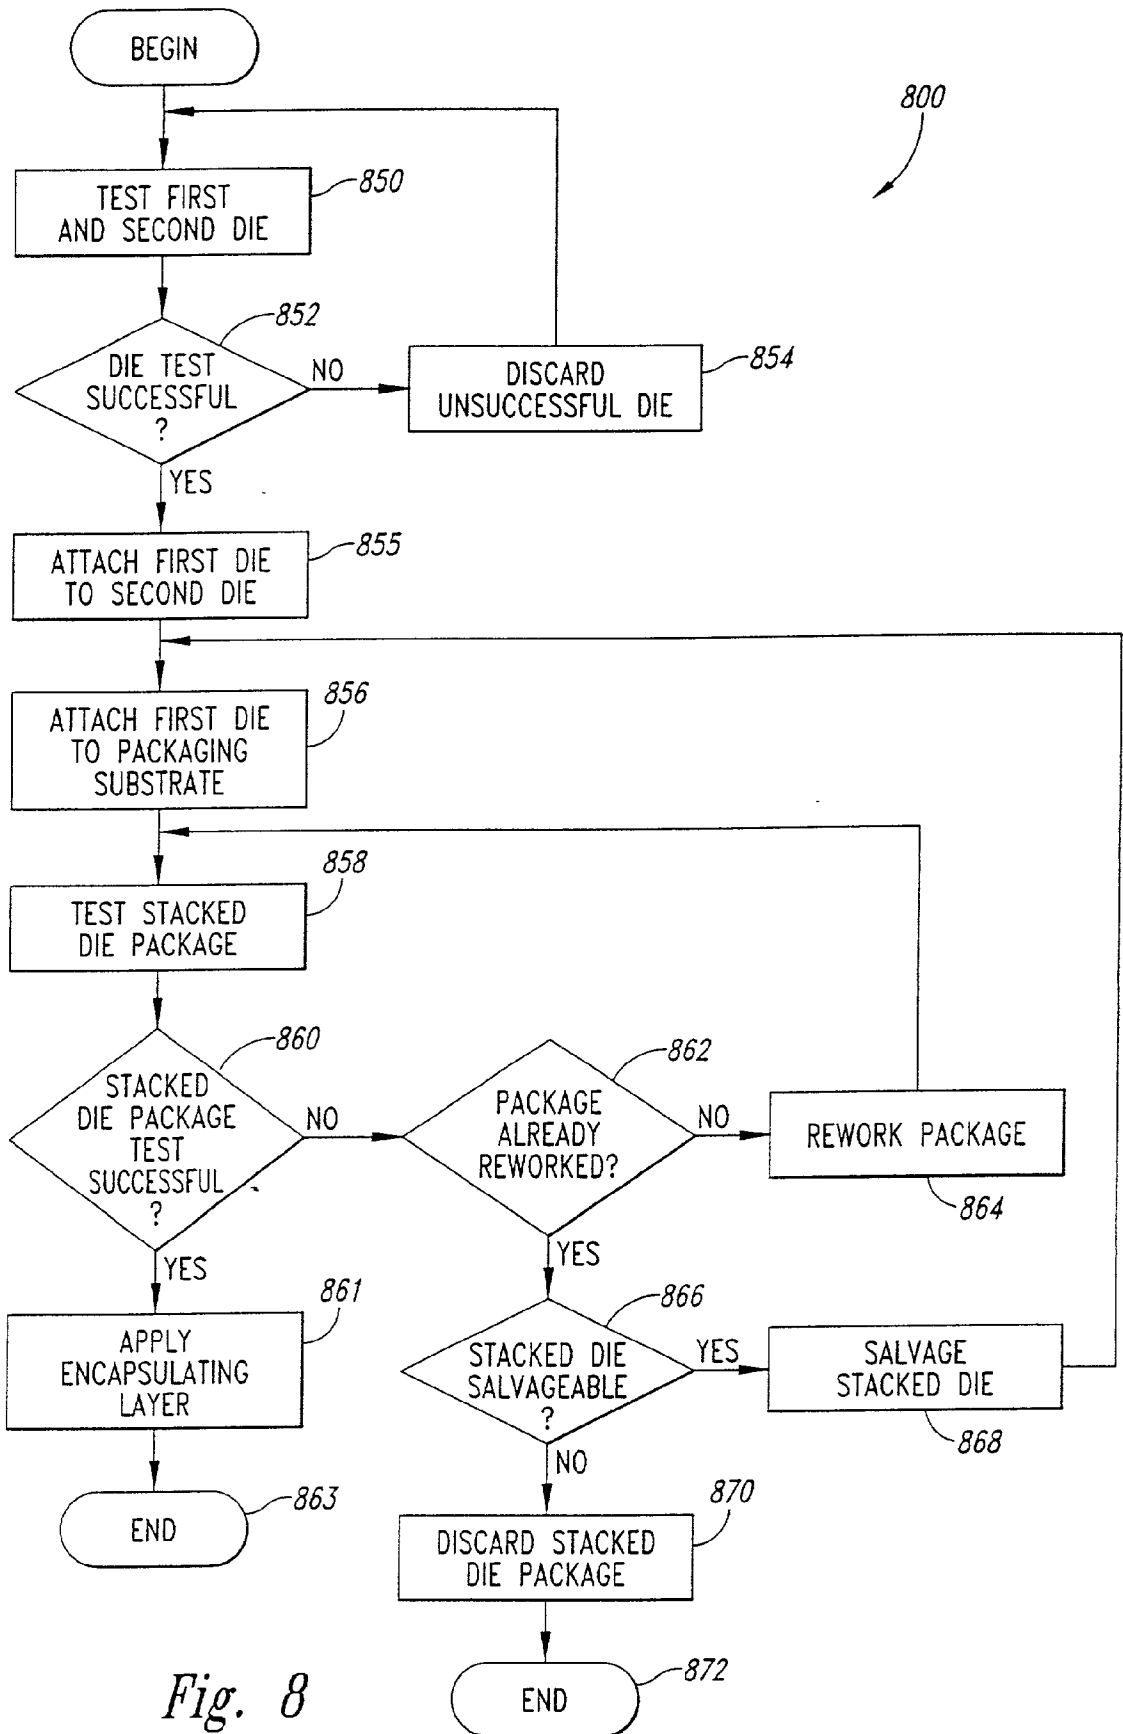 BEGIN
800
TEST FIRST
AND SECOND DIE
850
852
DIE TEST
SUCCESSFUL
?
NO
DISCARD
UNSUCCESSFUL DIE
854
YES
ATTACH FIRST DIE
TO SECOND DIE
855
ATTACH FIRST DIE
TO PACKAGING
SUBSTRATE
856
TEST STACKED
DIE PACKAGE
858
STACKED
DIE PACKAGE
TEST
SUCCESSFUL
?
860
NO
PACKAGE
ALREADY
REWORKED?
862
NO
REWORK PACKAGE
864
YES
YES
APPLY
ENCAPSULATING
LAYER
861
STACKED DIE
SALVAGEABLE
?
866
YES
SALVAGE
STACKED DIE
868
NO
END
863
DISCARD STACKED
DIE PACKAGE
870
END
872
Fig. 8